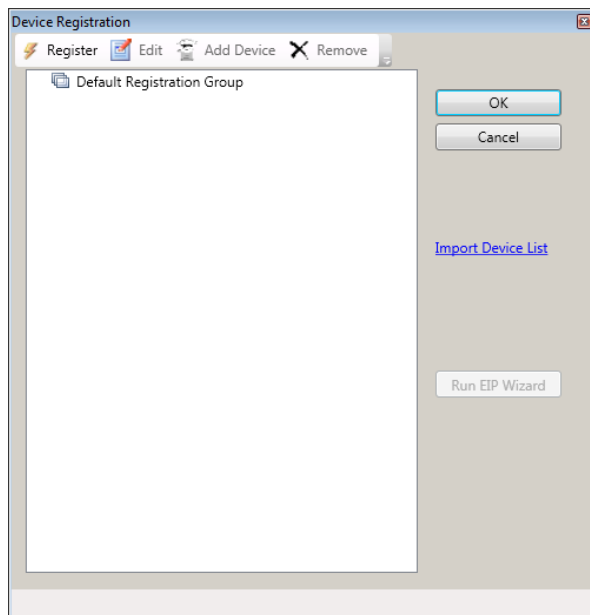 Device Registration
Register Edit Add Device Remove
Default Registration Group
OK
Cancel
Import Device List
Run EIP Wizard